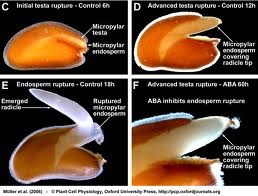 C Initial testa rupture - Control 6h
Micropylar
testa
Micropylar
endosperm
D Advanced testa rupture - Control 12h
Micropylar
endosperm
covering
radicle tip
E Endosperm rupture - Control 18h
Emerged
radicle
Ruptured
micropylar
endosperm
F Advanced testa rupture - ABA 60h
ABA inhibits endosperm rupture
Micropylar
endosperm
covering
radicle tip
Müller et al. (2006) - © Plant Cell Physiology, Oxford University Press, http://pcp.oxfordjournals.org